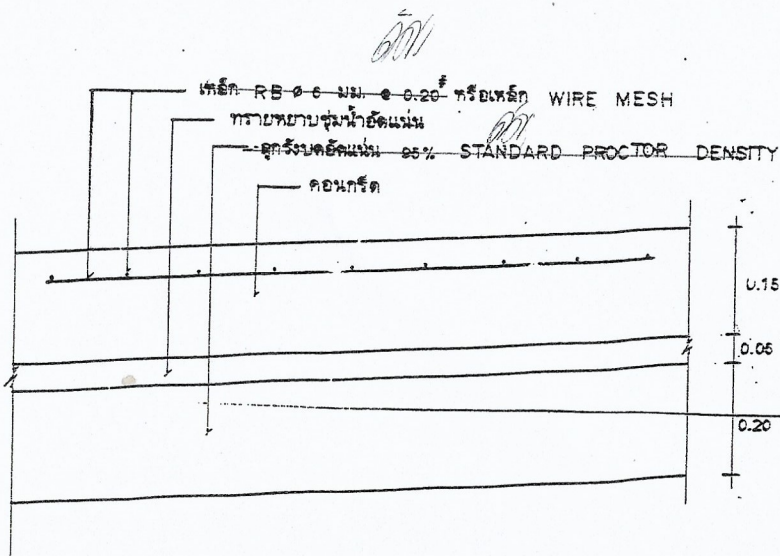 เหล็ก RB ø 6 มม. @ 0.20# หรือเหล็ก WIRE MESH
ทรายหยาบชุ่มน้ำอัดแน่น
ลูกรังบดอัดแน่น 95% STANDARD PROCTOR DENSITY
คอนกรีต
0.15
0.05
0.20